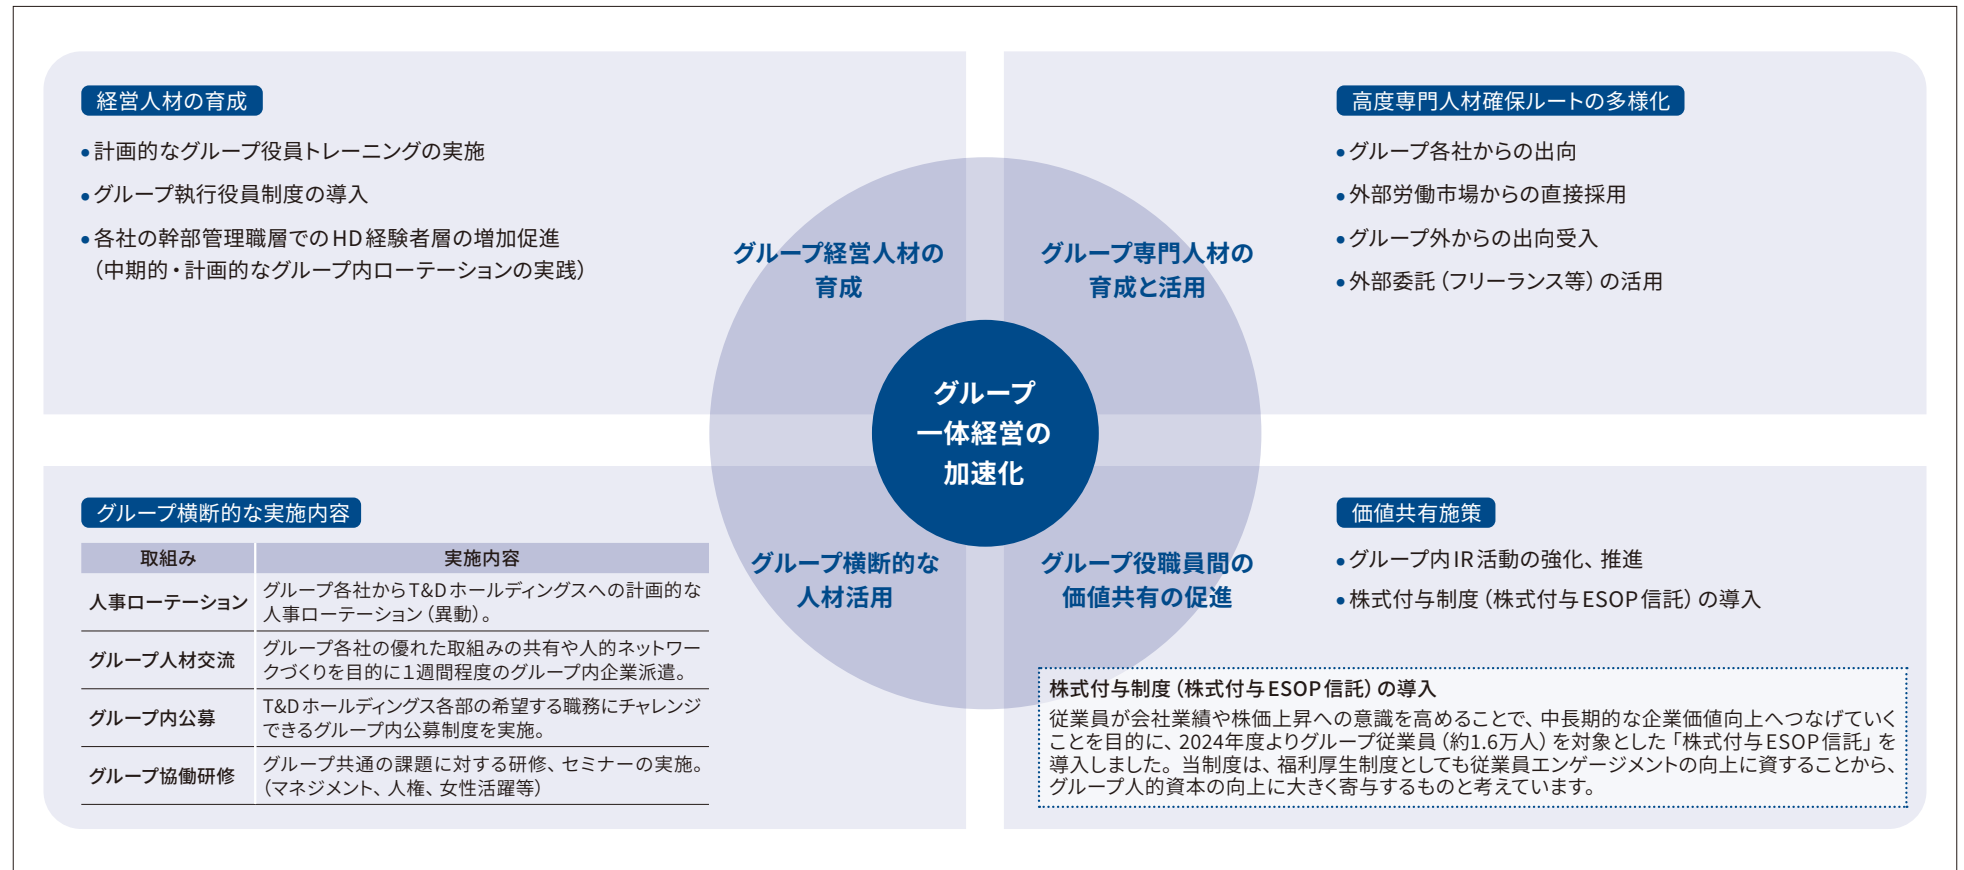 経営人材の育成
•計画的なグループ役員トレーニングの実施
•グループ執行役員制度の導入
•各社の幹部管理職層でのHD経験者層の増加促進
（中期的・計画的なグループ内ローテーションの実践）
高度専門人材確保ルートの多様化
•グループ各社からの出向
•外部労働市場からの直接採用
•グループ外からの出向受入
•外部委託（フリーランス等）の活用
グループ経営人材の
育成
グループ専門人材の
育成と活用
グループ
一体経営の
加速化
グループ横断的な
人材活用
グループ役職員間の
価値共有の促進
グループ横断的な実施内容
取組み 実施内容
人事ローテーション グループ各社からT&Dホールディングスへの計画的な
人事ローテーション（異動）。
グループ人材交流 グループ各社の優れた取組みの共有や人的ネットワー
クづくりを目的に1週間程度のグループ内企業派遣。
グループ内公募 T&Dホールディングス各部の希望する職務にチャレンジ
できるグループ内公募制度を実施。
グループ協働研修 グループ共通の課題に対する研修、セミナーの実施。
（マネジメント、人権、女性活躍等）
価値共有施策
•グループ内IR活動の強化、推進
•株式付与制度（株式付与ESOP信託）の導入
株式付与制度（株式付与ESOP信託）の導入
従業員が会社業績や株価上昇への意識を高めることで、中長期的な企業価値向上へつなげていく
ことを目的に、2024年度よりグループ従業員（約1.6万人）を対象とした「株式付与ESOP信託」を
導入しました。当制度は、福利厚生制度としても従業員エンゲージメントの向上に資することから、
グループ人的資本の向上に大きく寄与するものと考えています。